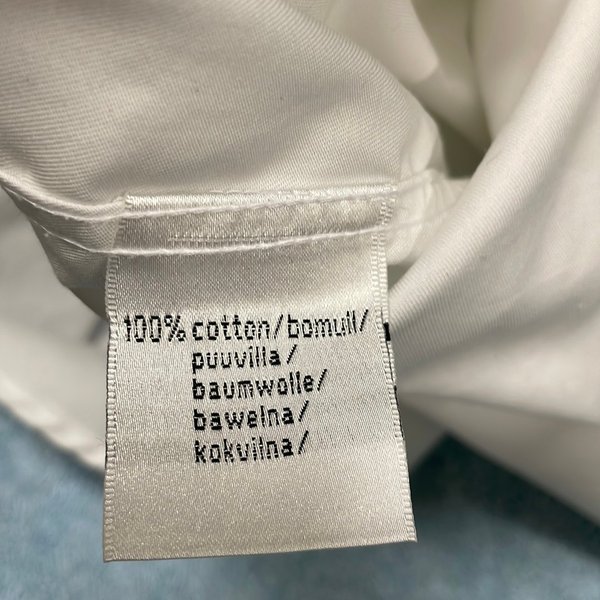 100% cotton/bomull/
puuvilla/
baumwolle/
bawełna/
kokvilna/